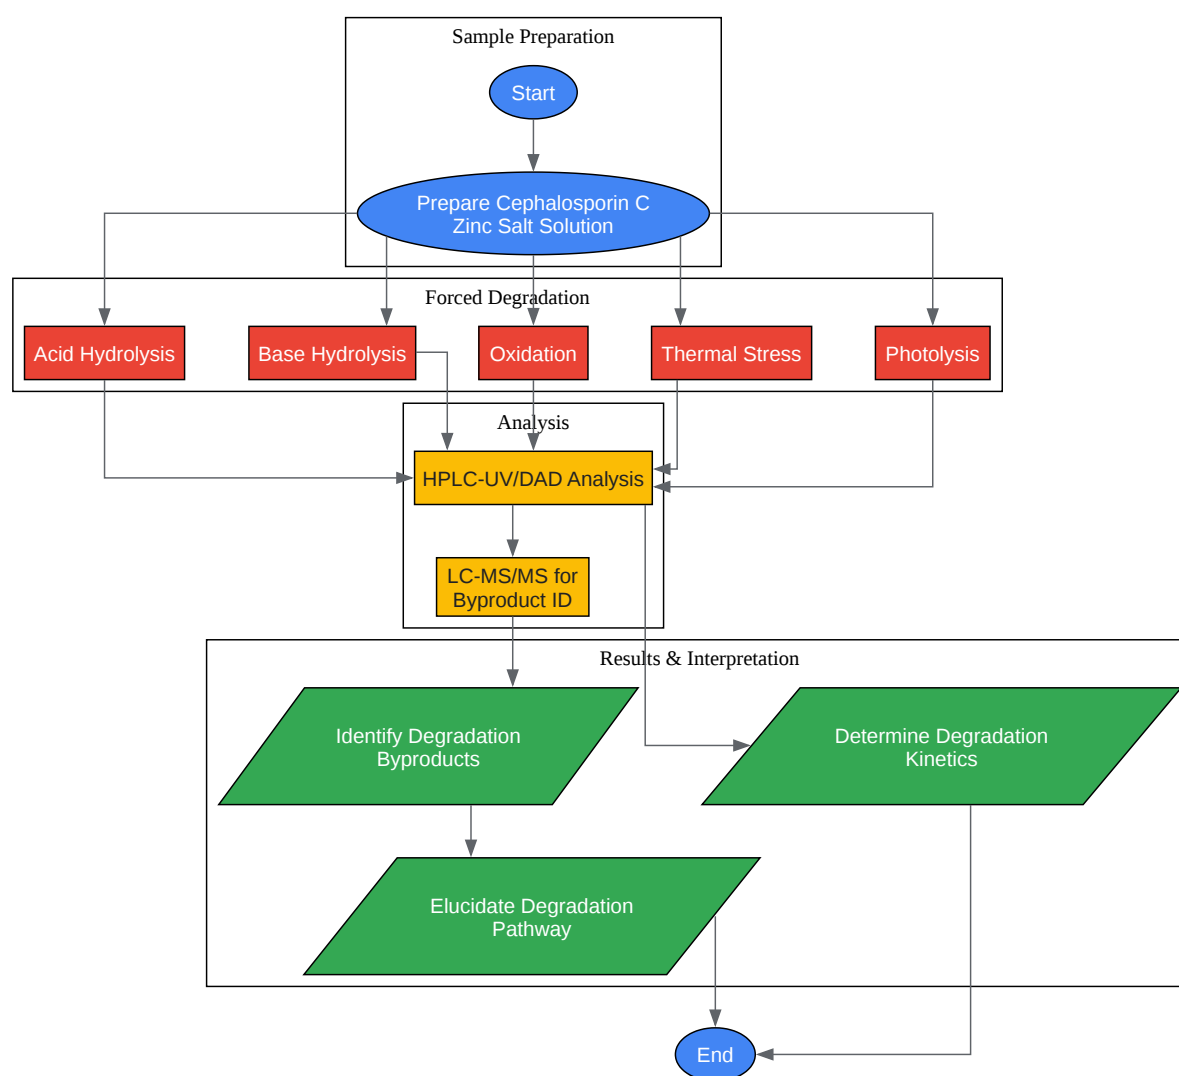 Sample Preparation
Start
Prepare Cephalosporin C
Zinc Salt Solution
Forced Degradation
Acid Hydrolysis
Base Hydrolysis
Oxidation
Thermal Stress
Photolysis
Analysis
HPLC-UV/DAD Analysis
LC-MS/MS for
Byproduct ID
Results & Interpretation
Identify Degradation
Byproducts
Determine Degradation
Kinetics
Elucidate Degradation
Pathway
End